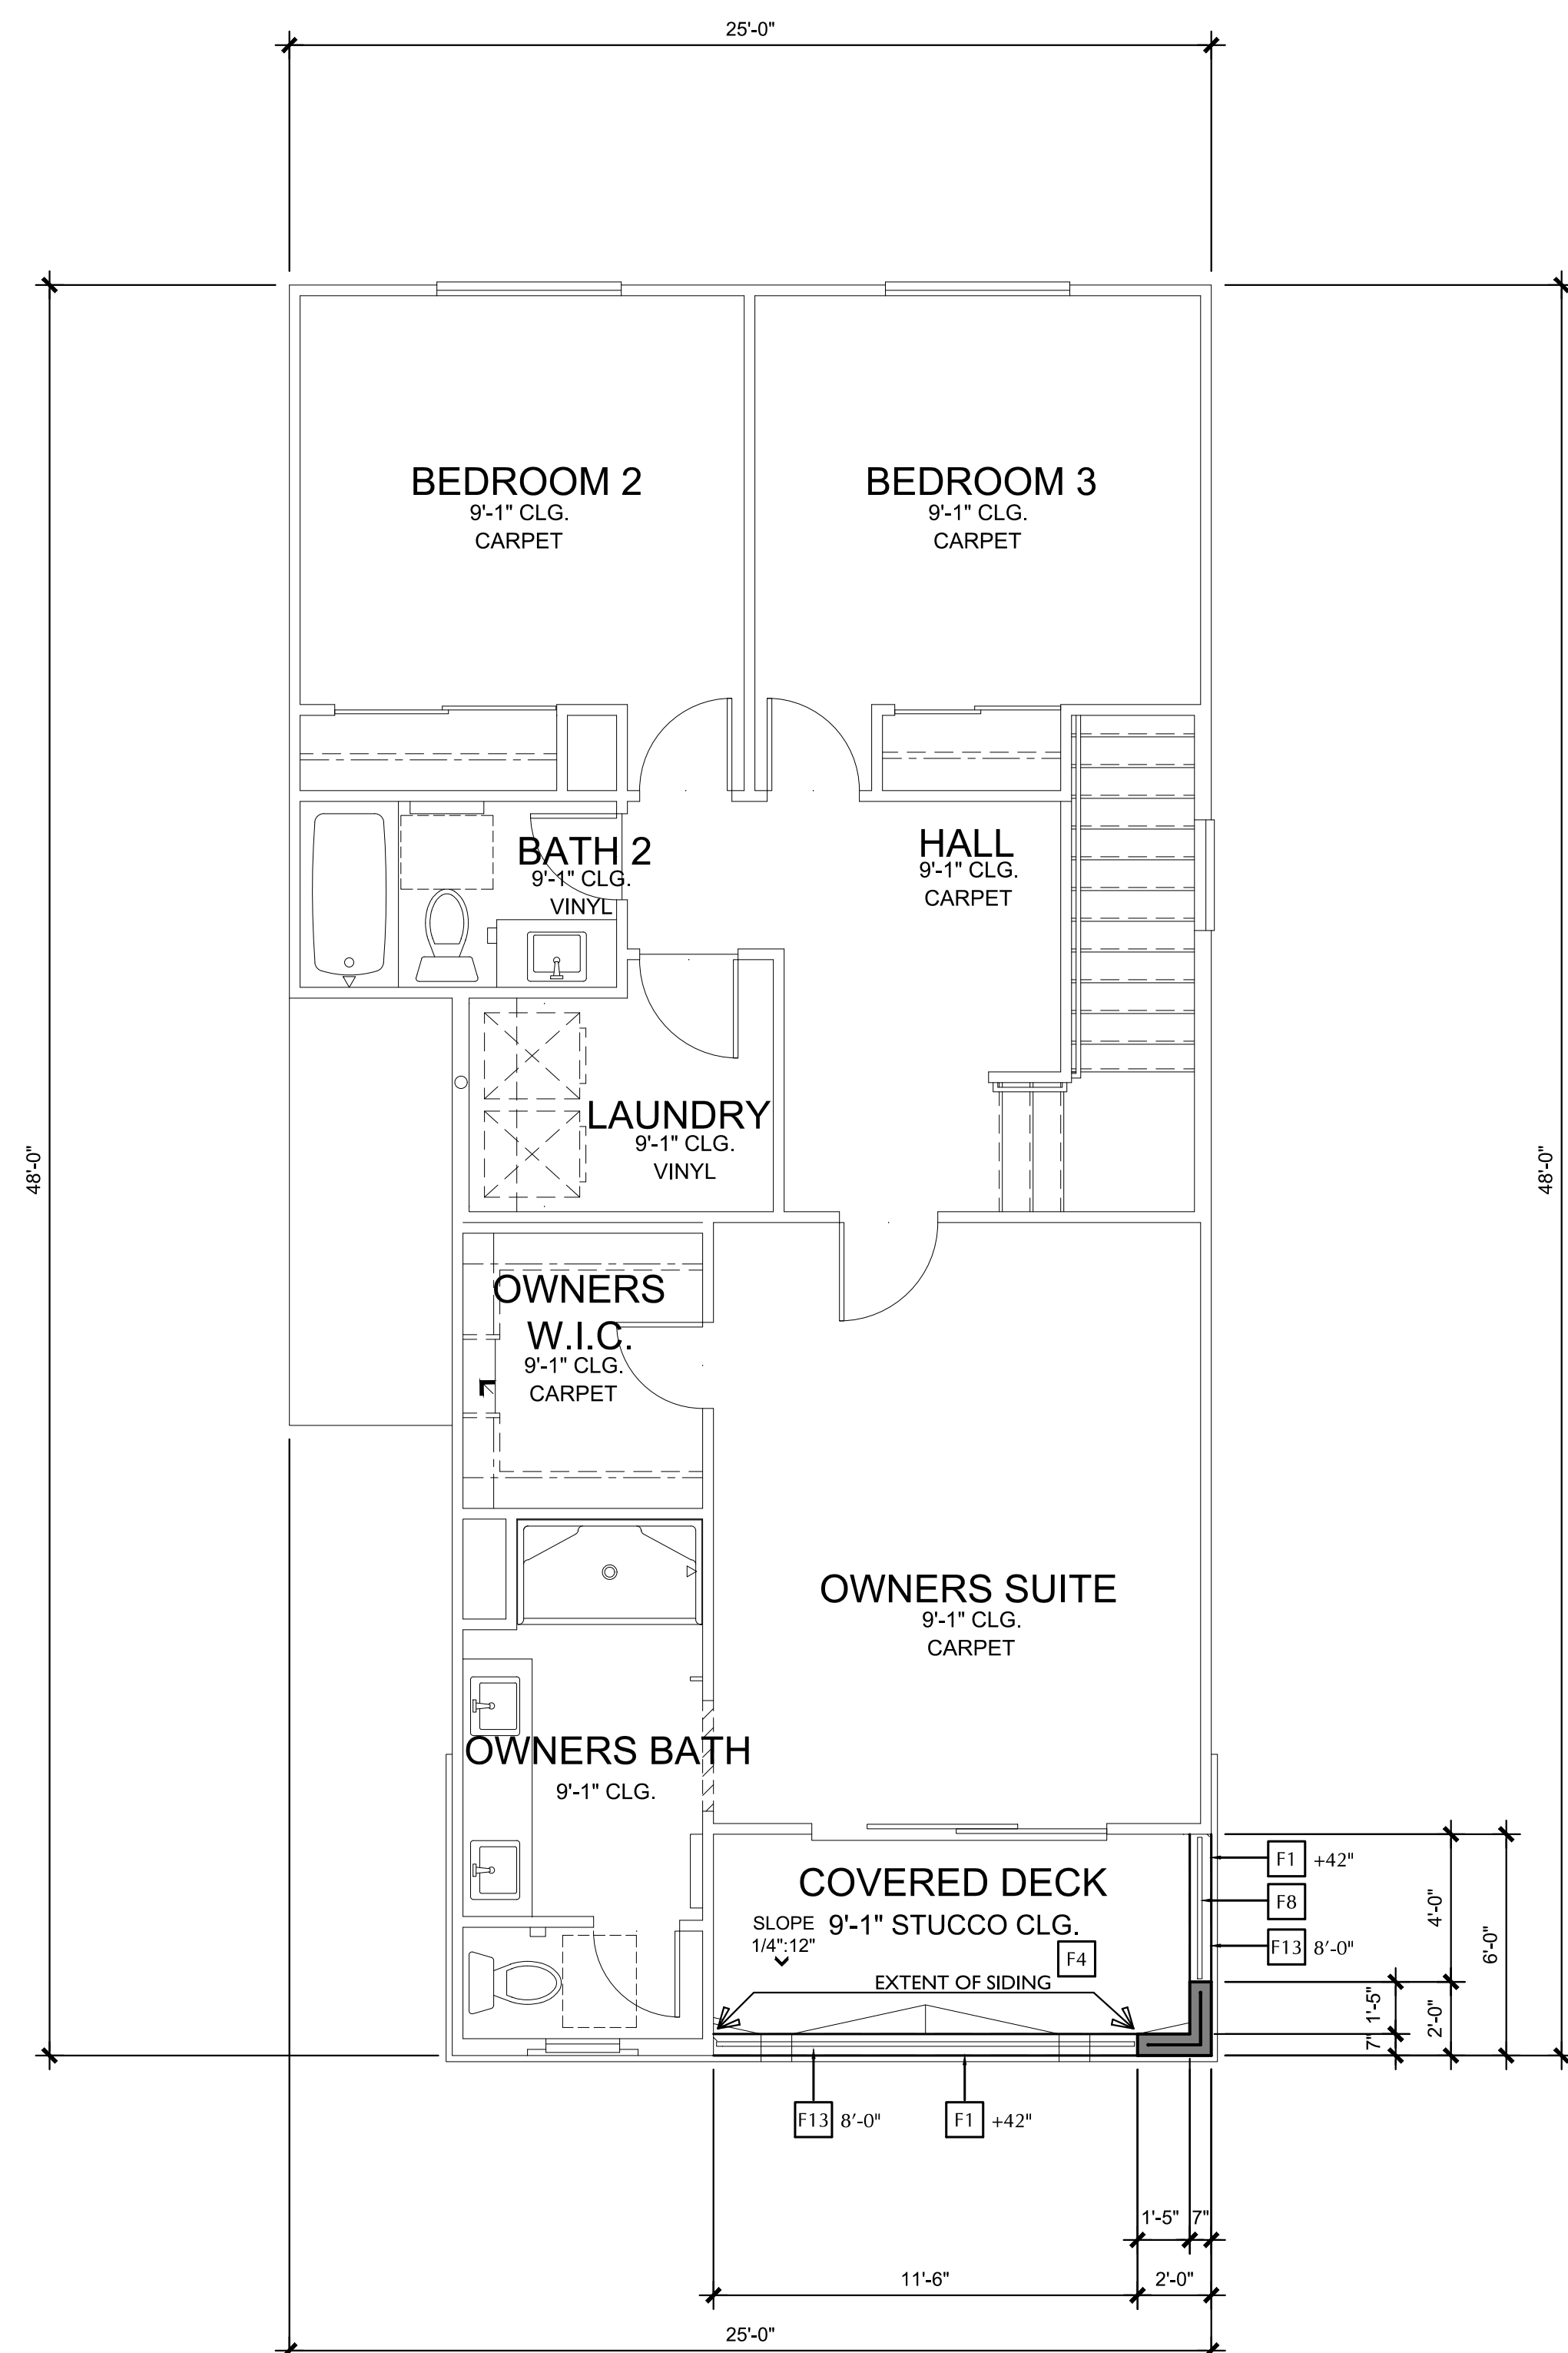 25'-0"
BEDROOM 2
9'-1" CLG.
CARPET
BEDROOM 3
9'-1" CLG.
CARPET
BATH 2
9'-1" CLG.
VINYL
HALL
9'-1" CLG.
CARPET
48'-0"
48'-0"
LAUNDRY
9'-1" CLG.
VINYL
OWNERS
W.I.C.
9'-1" CLG.
CARPET
OWNERS SUITE
9'-1" CLG.
CARPET
OWNERS BATH
9'-1" CLG.
COVERED DECK
9'-1" STUCCO CLG.
SLOPE
1/4":12"
F4
EXTENT OF SIDING
F1 +42"
F8
F13 8'-0"
4'-0"
6'-0"
1'-5"
2'-0"
7"
F13 8'-0"
F1 +42"
1'-5"
7"
11'-6"
2'-0"
25'-0"